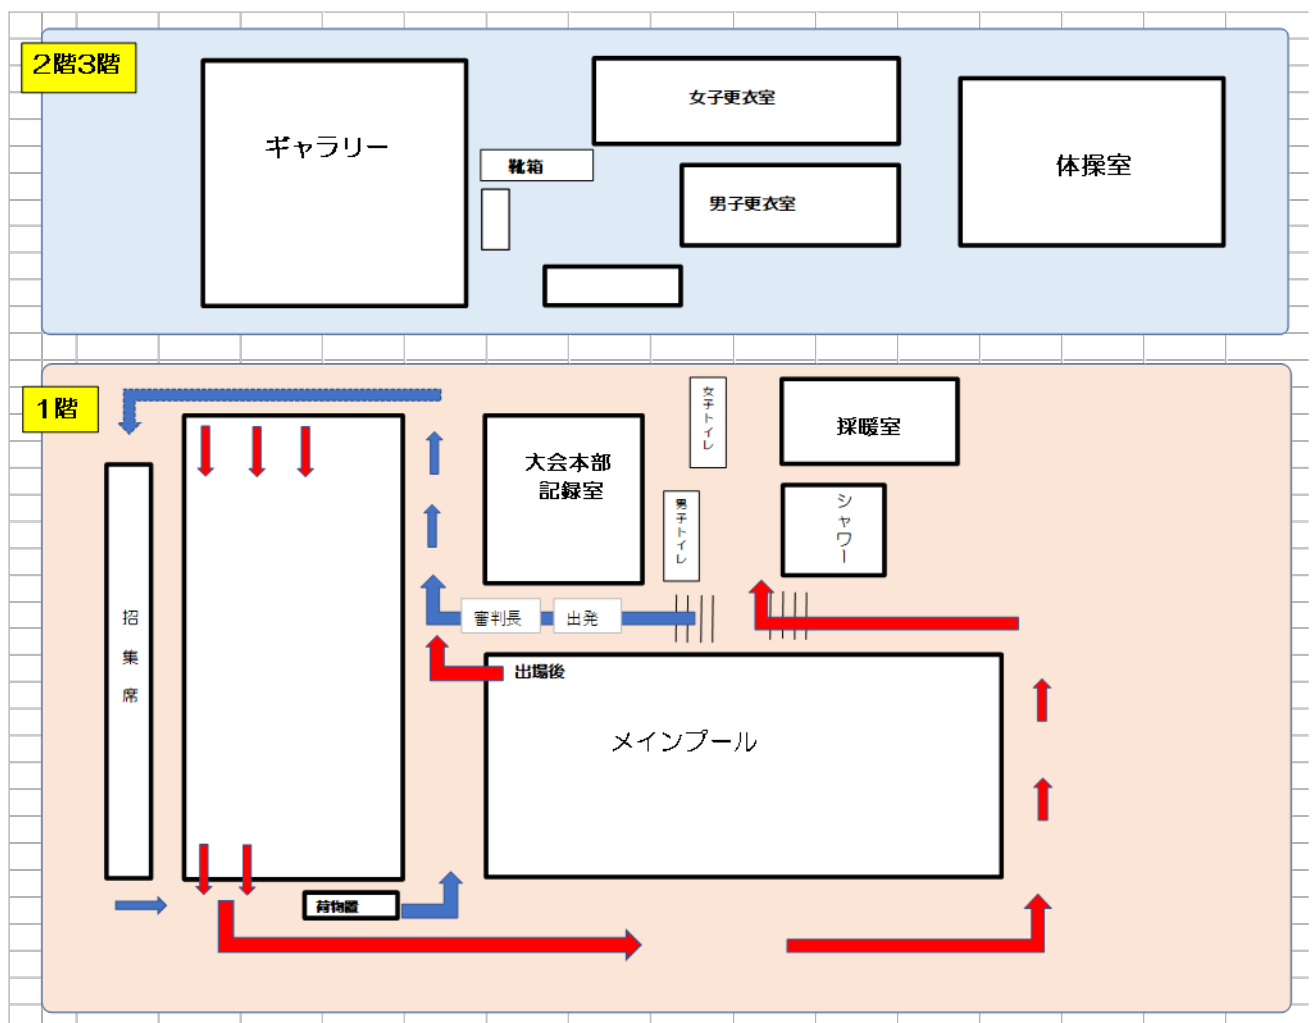 2階3階
ギャラリー
靴箱
女子更衣室
男子更衣室
体操室
1階
招集席
大会本部
記録室
女子トイレ
男子トイレ
採暖室
シャワー
審判長
出発
出場後
メインプール
荷物置